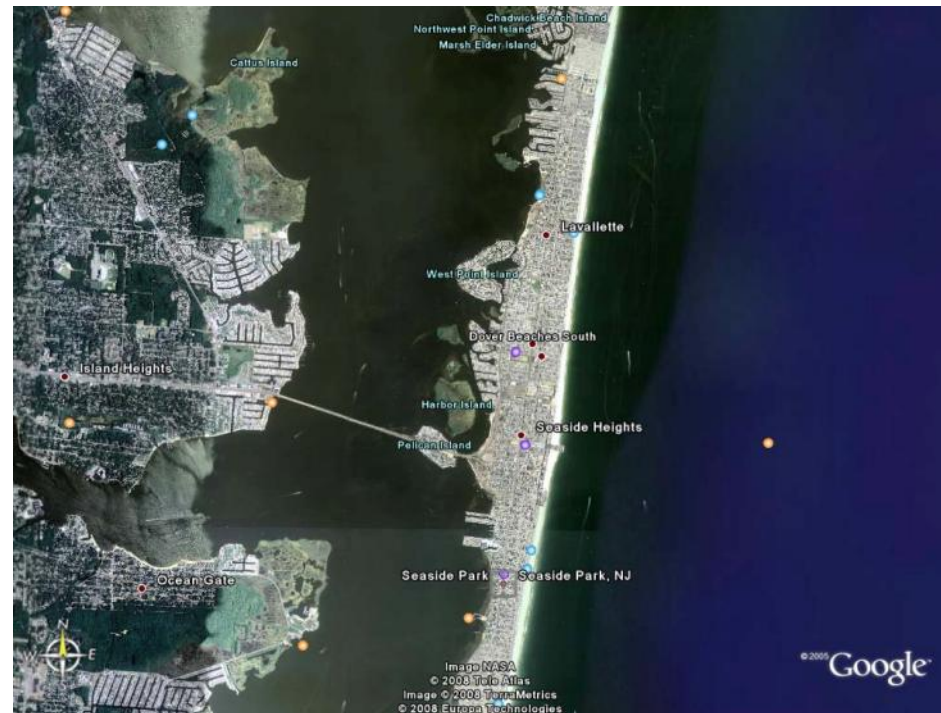 Chadwick Beach Island
Northwest Point Island
Marsh Elder Island
Cattus Island
Lavallette
West Point Island
Dover Beaches South
Island Heights
Harbor Island
Seaside Heights
Pelican Island
Ocean Gate
Seaside Park
Seaside Park, NJ
N
W
E
Image NASA
© 2008 Tele Atlas
Image © 2008 TerraMetrics
© 2008 Europa Technologies
©2005 Google™